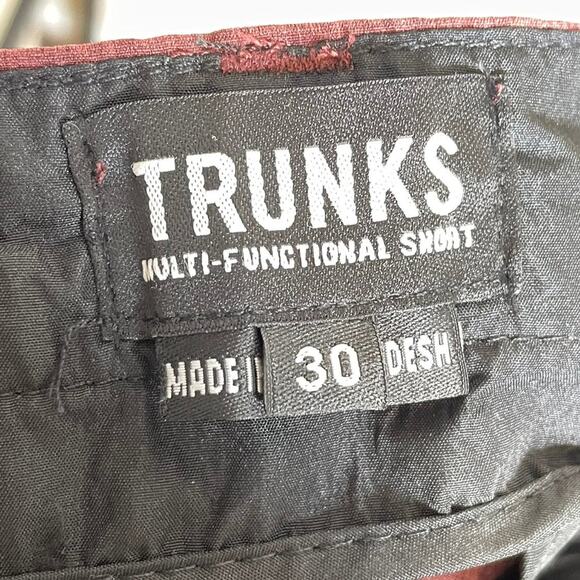 TRUNKS
MULTI-FUNCTIONAL SHORT
MADE I 30 DESH